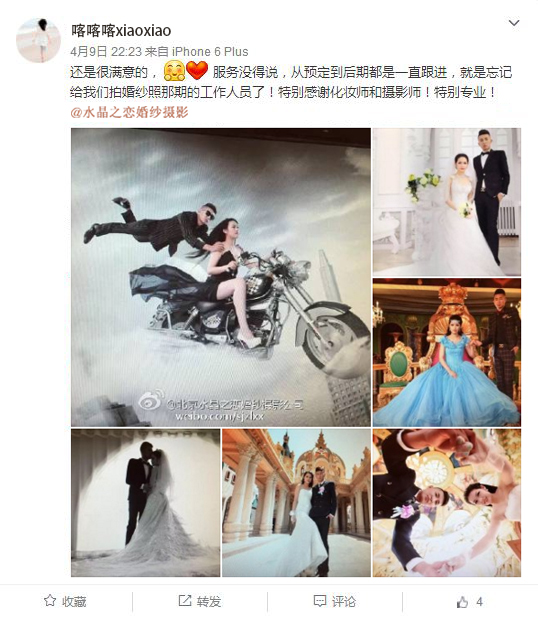 喀喀喀xiaoxiao
4月9日 22:23 来自 iPhone 6 Plus
还是很满意的，服务没得说，从预定到后期都是一直跟进，就是忘记
给我们拍婚纱照那期的工作人员了！特别感谢化妆师和摄影师！特别专业！
@水晶之恋婚纱摄影
@北京水晶之恋婚纱摄影公司
weibo.com/sjzlxx
收藏
转发
评论
4